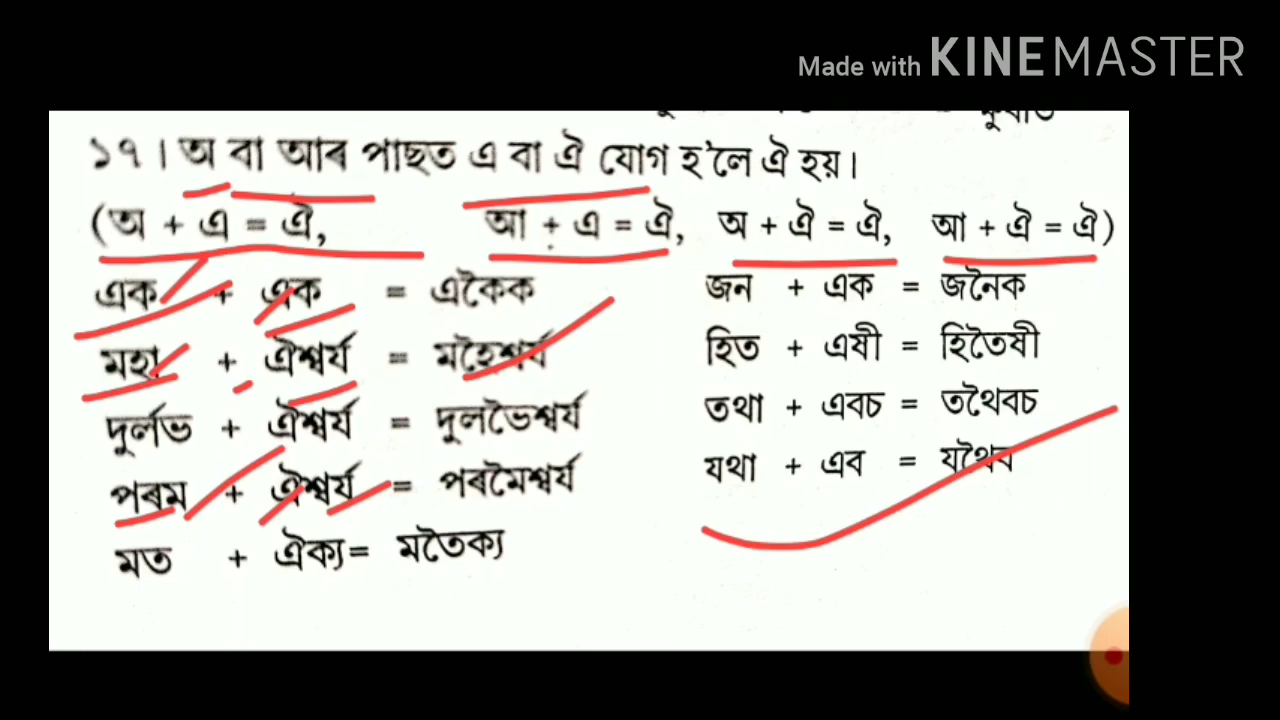 Made with KINEMASTER
১৭। অ বা আৰ পাছত এ বা ঐ যোগ হ'লে ঐ হয়।
(অ + এ = ঐ, আ + এ = ঐ, অ + ঐ = ঐ, আ + ঐ = ঐ)
এক + এক = একৈক
মহা + ঐশ্বৰ্য = মহৈশ্বৰ্য
দুৰ্লভ + ঐশ্বৰ্য = দুলভৈশ্বৰ্য
পৰম + ঐশ্বৰ্য = পৰমৈশ্বৰ্য
মত + ঐক্য= মতৈক্য
জন + এক = জনৈক
হিত + এষী = হিতৈষী
তথা + এবচ = তথৈবচ
যথা + এব = যথৈব